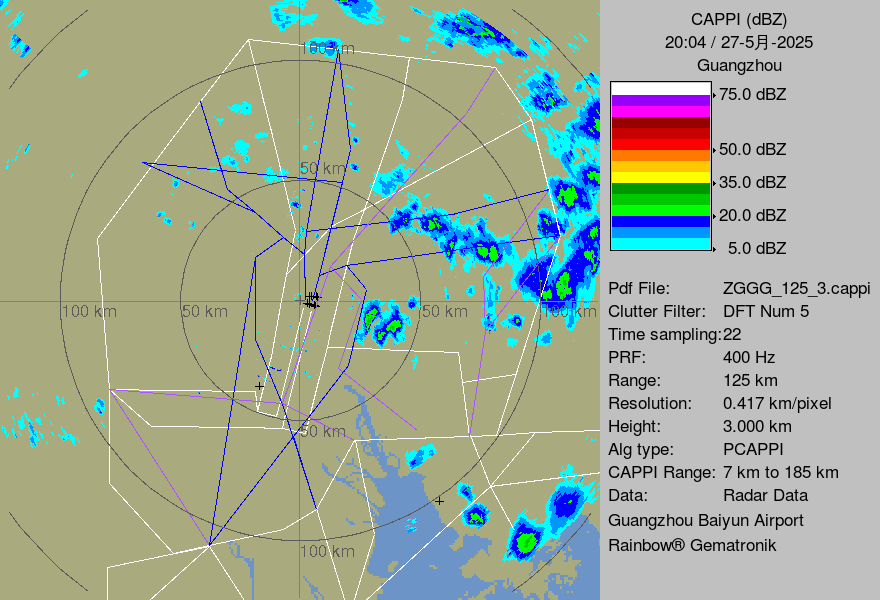 100 km
50 km
100 km
50 km
50 km
100 km
50 km
100 km
CAPPI (dBZ)
20:04 / 27-5月-2025
Guangzhou
75.0 dBZ
50.0 dBZ
35.0 dBZ
20.0 dBZ
5.0 dBZ
Pdf File: ZGGG_125_3.cappi
Clutter Filter: DFT Num 5
Time sampling:22
PRF: 400 Hz
Range: 125 km
Resolution: 0.417 km/pixel
Height: 3.000 km
Alg type: PCAPPI
CAPPI Range: 7 km to 185 km
Data: Radar Data
Guangzhou Baiyun Airport
Rainbow® Gematronik